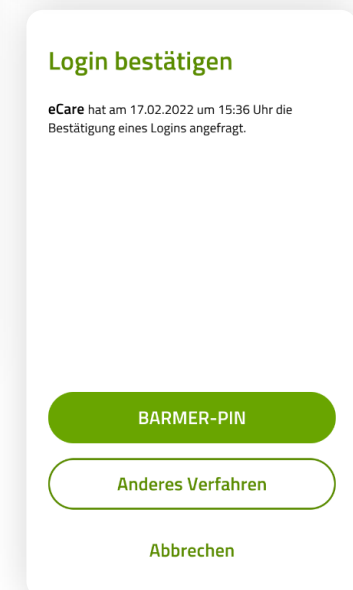 Login bestätigen
eCare hat am 17.02.2022 um 15:36 Uhr die
Bestätigung eines Logins angefragt.
BARMER-PIN
Anderes Verfahren
Abbrechen